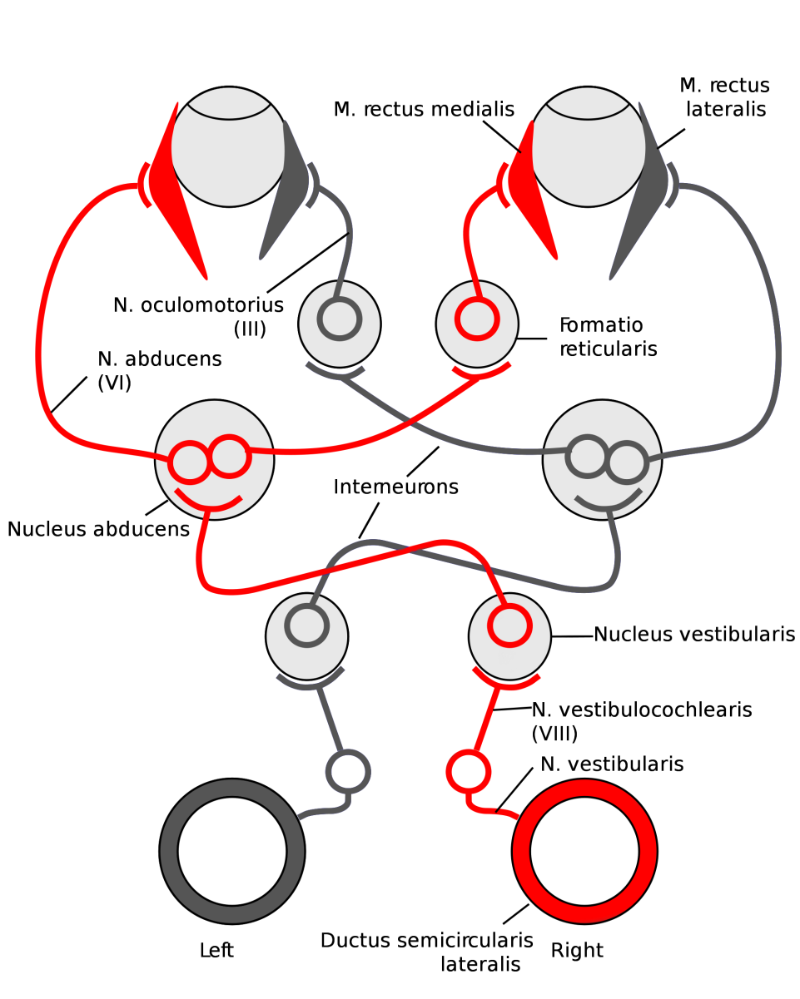 M. rectus
lateralis
M. rectus medialis
N. oculomotorius
(III)
Formatio
reticularis
N. abducens
(VI)
Interneurons
Nucleus abducens
Nucleus vestibularis
N. vestibulocochlearis
(VIII)
N. vestibularis
Ductus semicircularis
lateralis
Left
Right